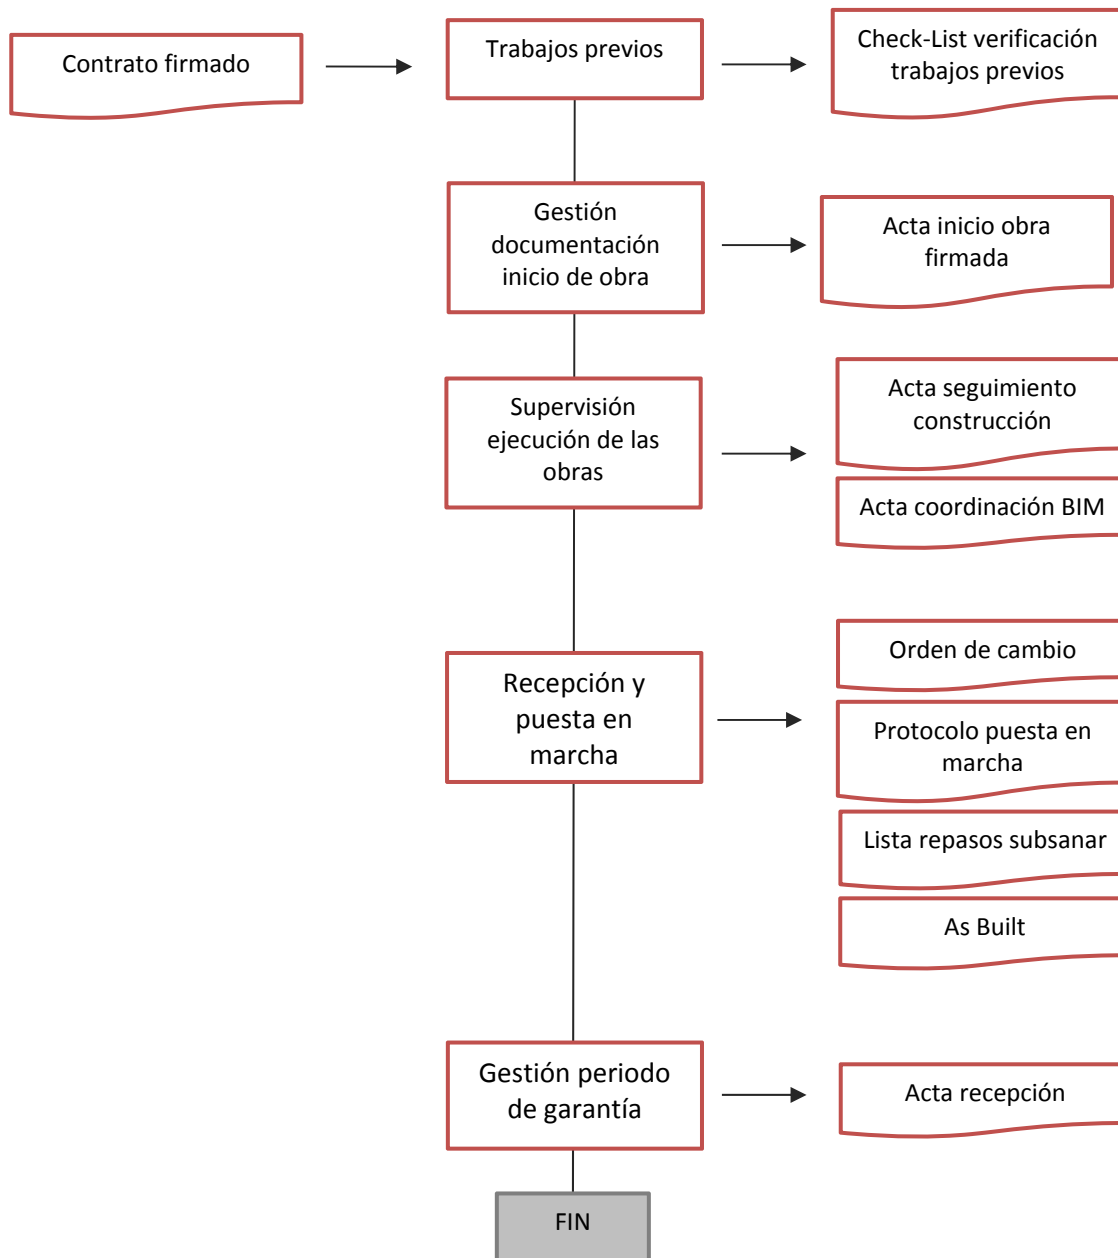 Contrato firmado
Trabajos previos
Check-List verificación
trabajos previos
Gestión
documentación
inicio de obra
Acta inicio obra
firmada
Supervisión
ejecución de las
obras
Acta seguimiento
construcción
Acta coordinación BIM
Recepción y
puesta en
marcha
Orden de cambio
Protocolo puesta en
marcha
Lista repasos subsanar
As Built
Gestión periodo
de garantía
Acta recepción
FIN